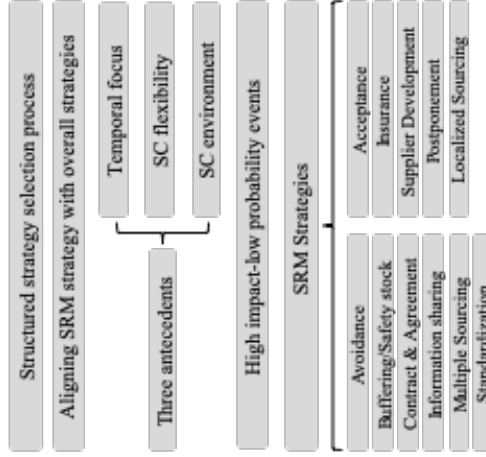 Structured strategy selection process
Aligning SRM strategy with overall strategies
Three antecedents
Temporal focus
SC flexibility
SC environment
High impact-low probability events
SRM Strategies
Avoidance
Buffering/Safety stock
Contract & Agreement
Information sharing
Multiple Sourcing
Standardization
Acceptance
Insurance
Supplier Development
Postponement
Localized Sourcing